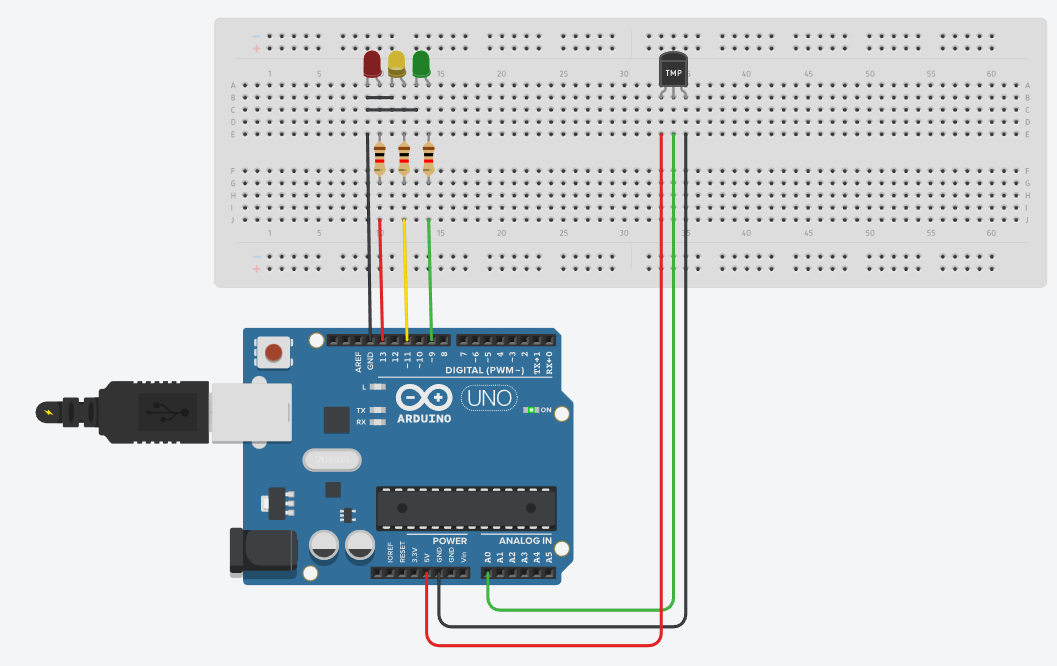 1 5 10 15 20 25 30 40 45 50 55 60
TMP
A A
B B
C C
D D
E E
F F
G G
H H
I I
J J
1 5 10 15 20 25 30 40 45 50 55 60
AREF
GND
13
12
~11
~10
~9
8
7
~6
~5
4
~3
2
TX→1
RX←0
DIGITAL (PWM~)
L
TX
RX
UNO
ON
ARDUINO
POWER
ANALOG IN
IOREF
RESET
3.3V
5V
GND
GND
Vin
A0
A1
A2
A3
A4
A5